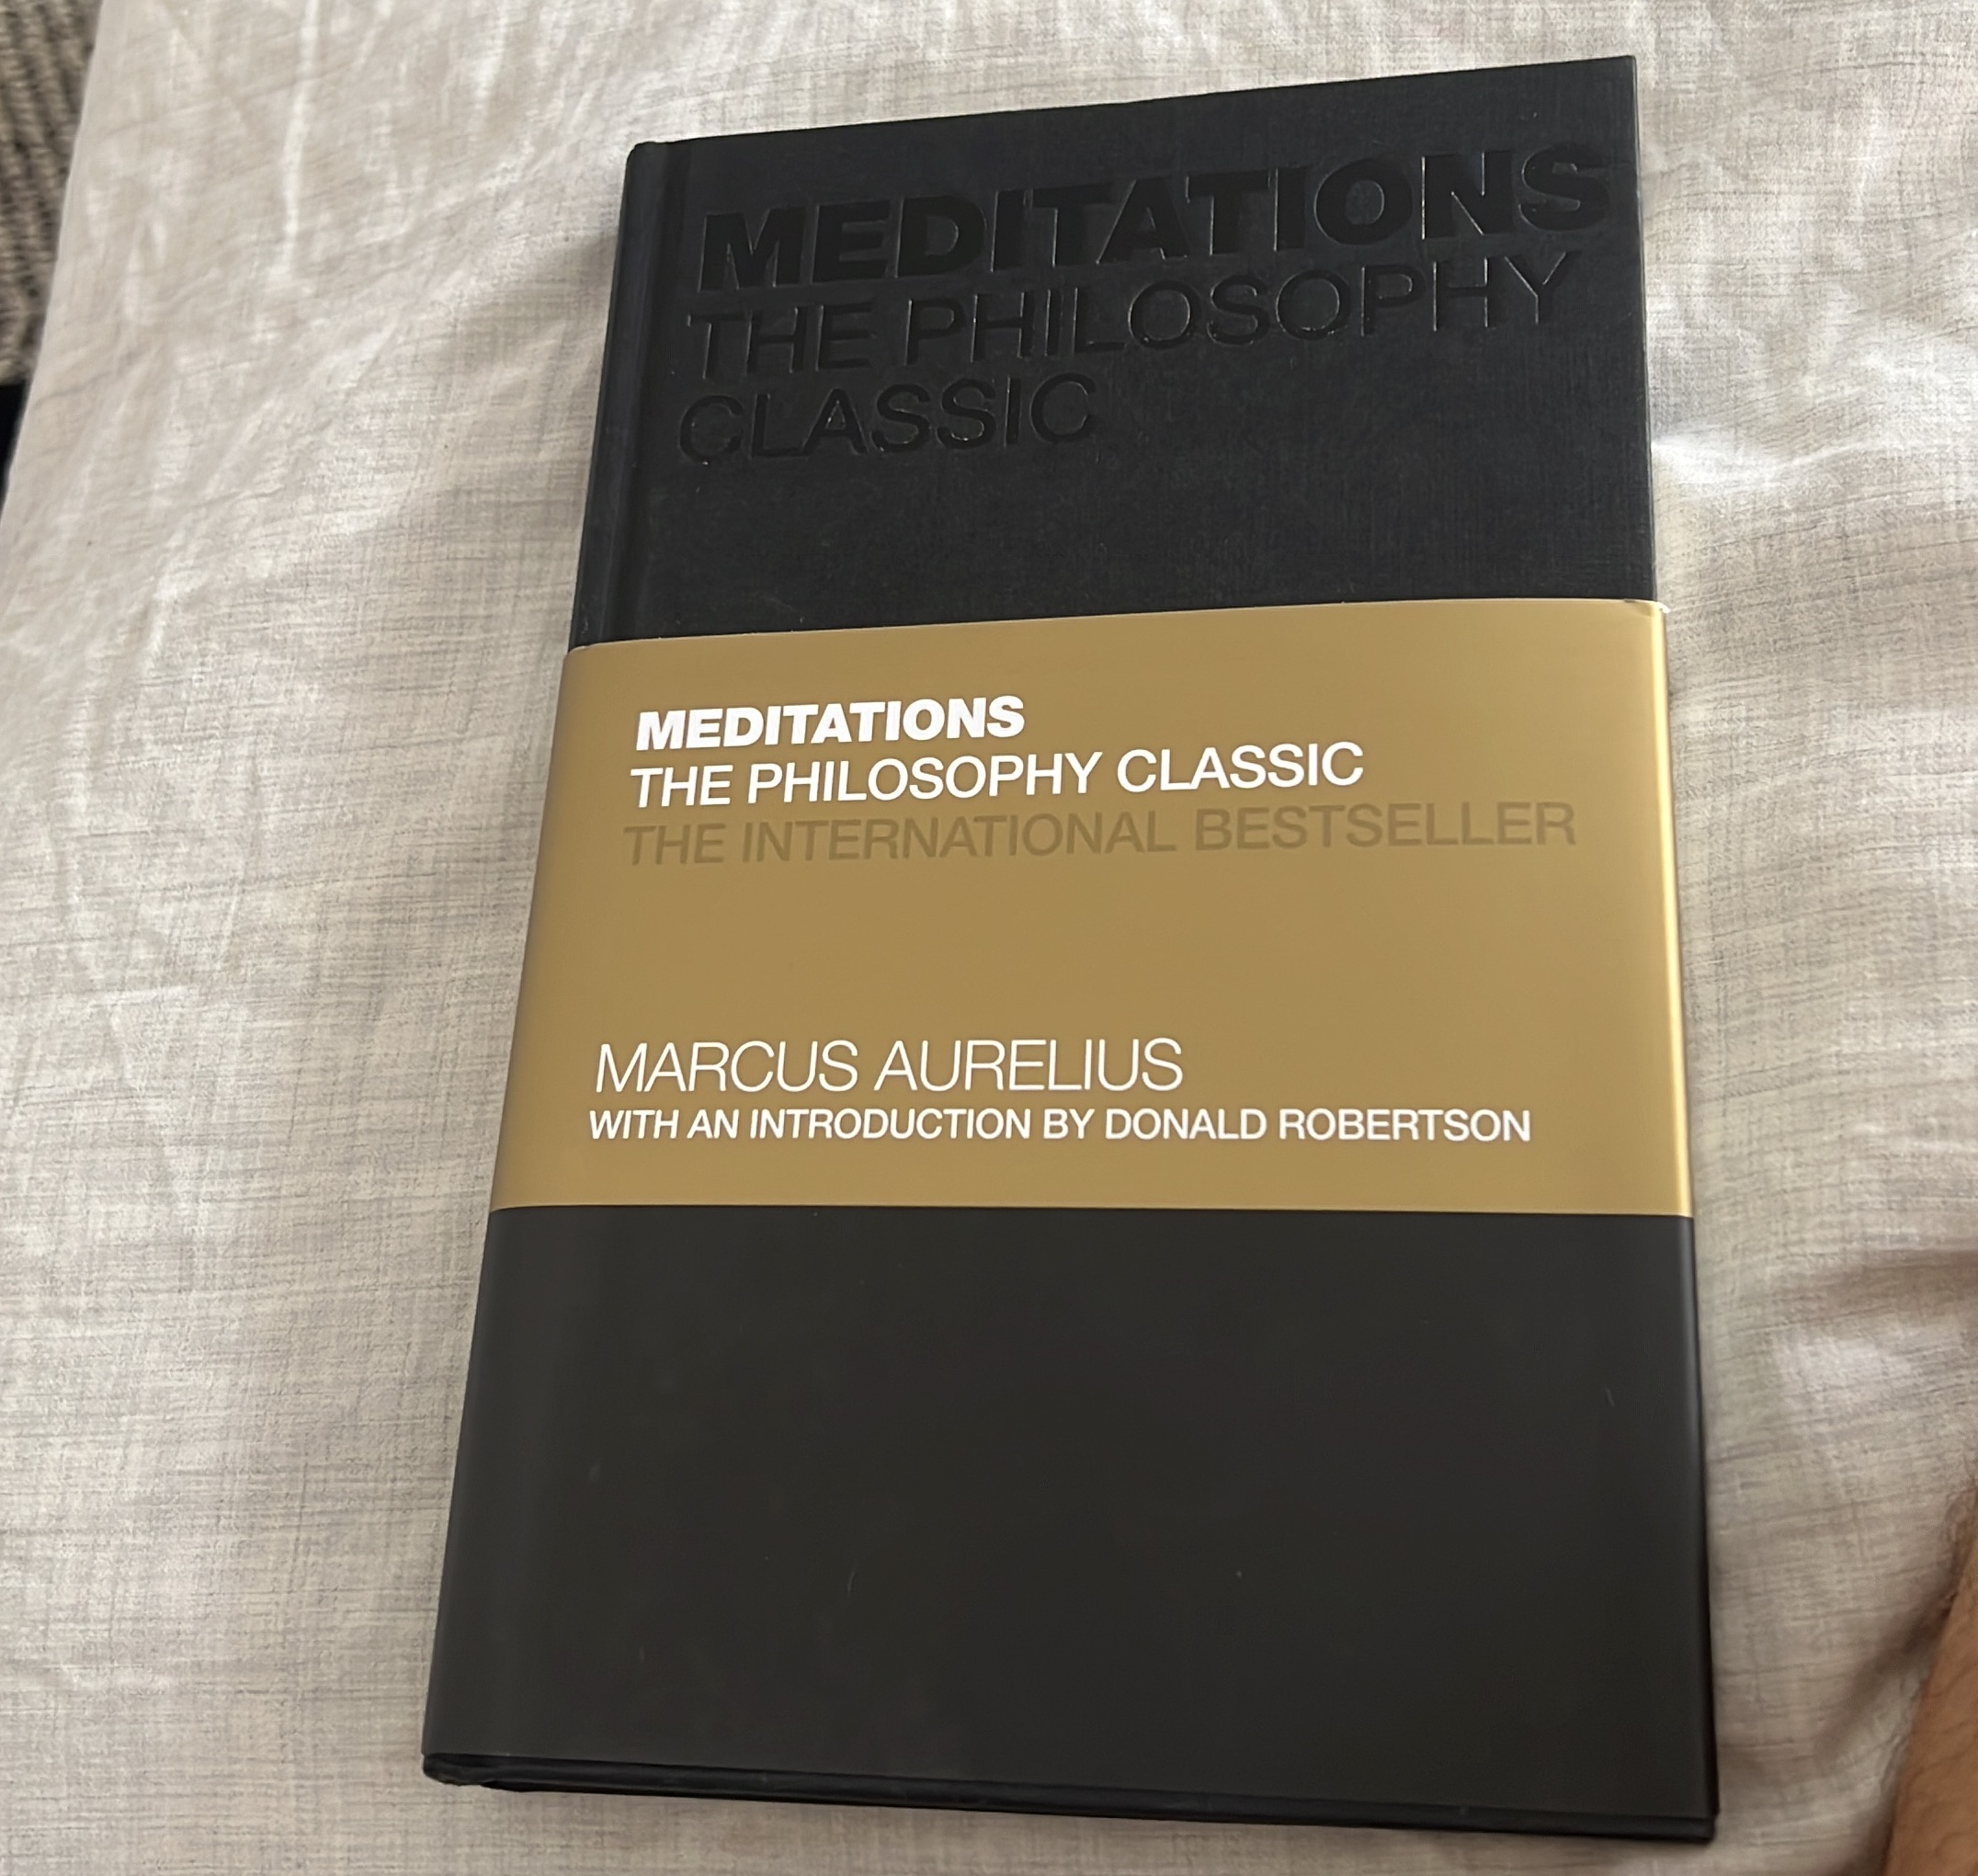 MEDITATIONS
THE PHILOSOPHY
CLASSIC
MEDITATIONS
THE PHILOSOPHY CLASSIC
THE INTERNATIONAL BESTSELLER
MARCUS AURELIUS
WITH AN INTRODUCTION BY DONALD ROBERTSON